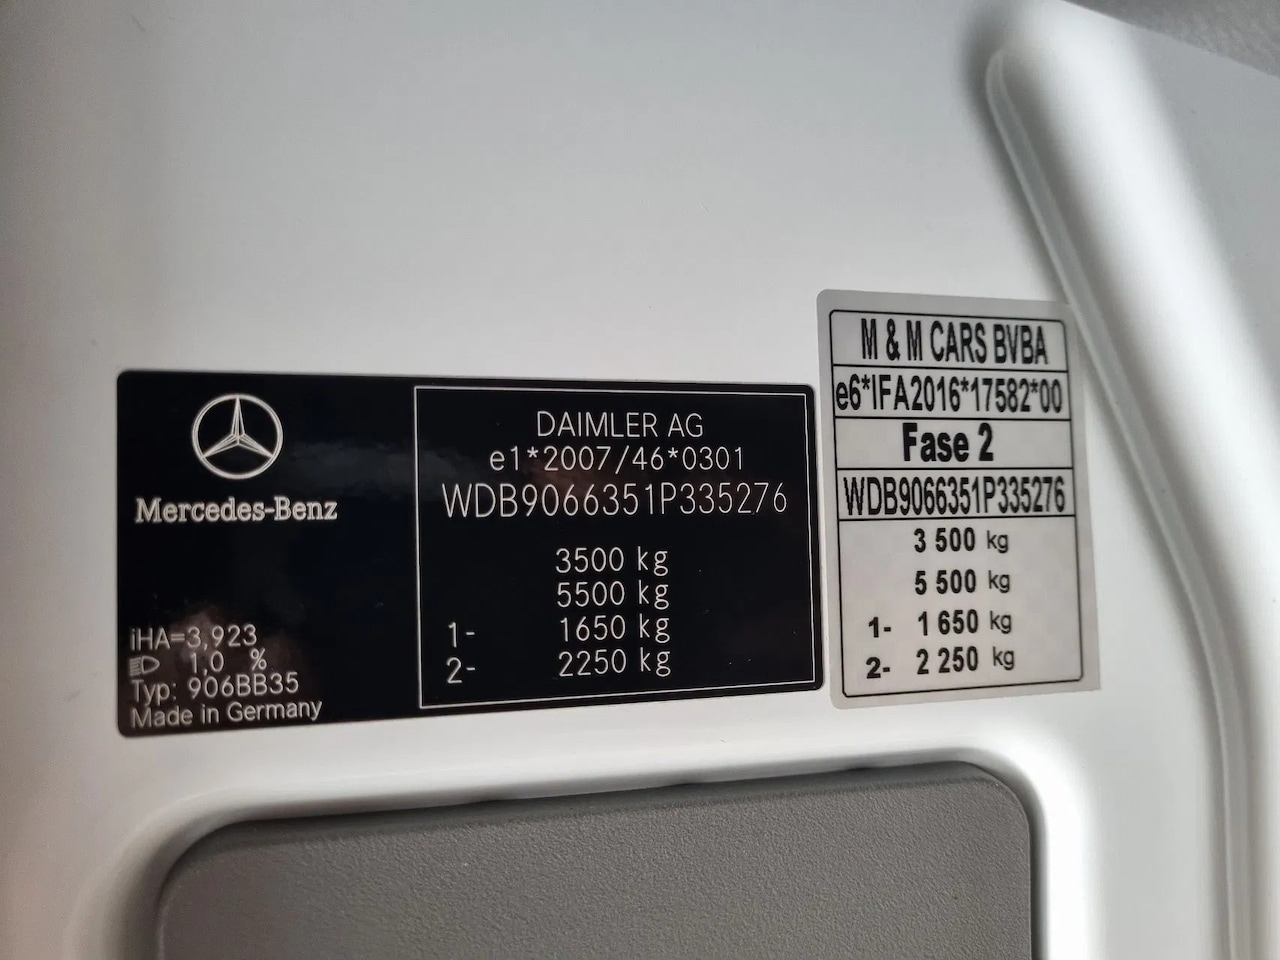 Mercedes-Benz
iHA=3,923
1,0 %
Typ: 906BB35
Made in Germany
DAIMLER AG
e1*2007/46*0301
WDB9066351P335276
3500 kg
5500 kg
1- 1650 kg
2- 2250 kg
M & M CARS BVBA
e6*IFA2016*17582*00
Fase 2
WDB9066351P335276
3 500 kg
5 500 kg
1- 1 650 kg
2- 2 250 kg